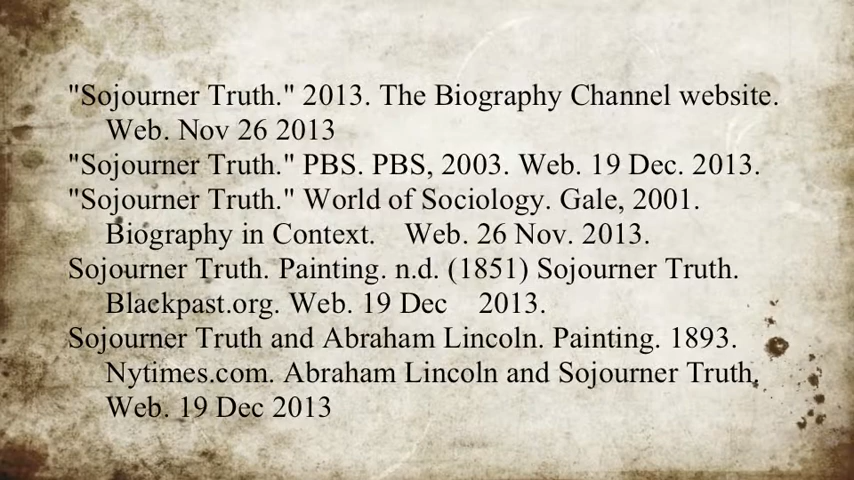 "Sojourner Truth." 2013. The Biography Channel website.
Web. Nov 26 2013
"Sojourner Truth." PBS. PBS, 2003. Web. 19 Dec. 2013.
"Sojourner Truth." World of Sociology. Gale, 2001.
Biography in Context. Web. 26 Nov. 2013.
Sojourner Truth. Painting. n.d. (1851) Sojourner Truth.
Blackpast.org. Web. 19 Dec 2013.
Sojourner Truth and Abraham Lincoln. Painting. 1893.
Nytimes.com. Abraham Lincoln and Sojourner Truth,
Web. 19 Dec 2013